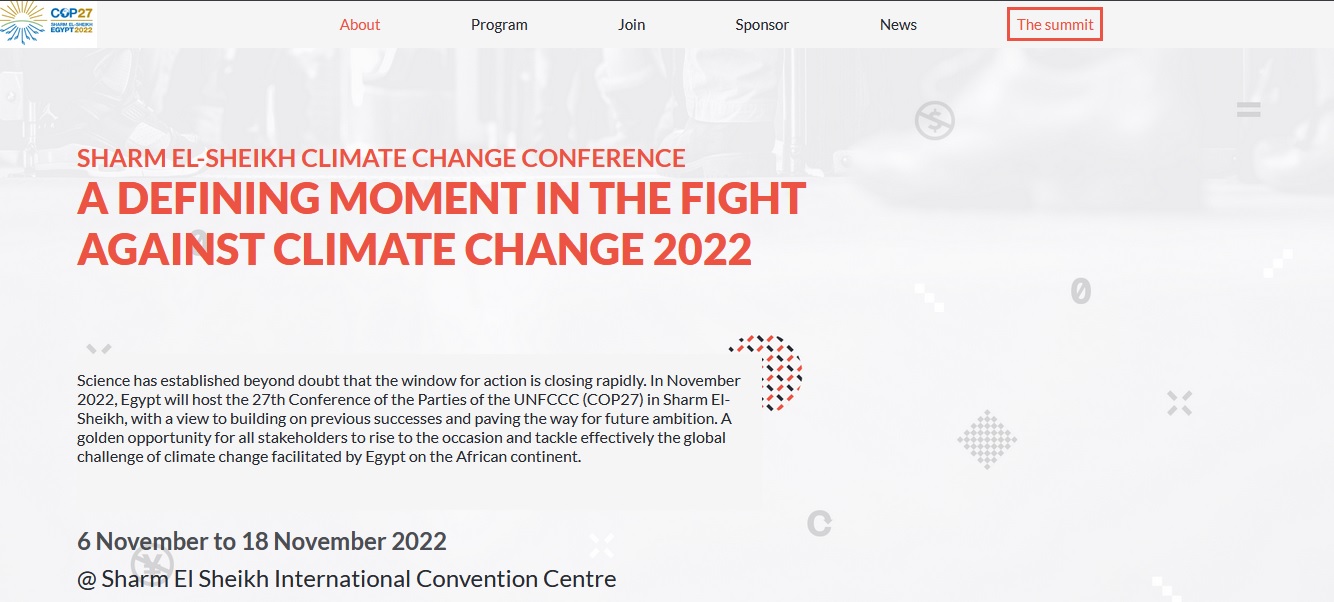 COP27
SHARM EL-SHEIKH
EGYPT2022
About
Program
Join
Sponsor
News
The summit
SHARM EL-SHEIKH CLIMATE CHANGE CONFERENCE
A DEFINING MOMENT IN THE FIGHT
AGAINST CLIMATE CHANGE 2022
Science has established beyond doubt that the window for action is closing rapidly. In November
2022, Egypt will host the 27th Conference of the Parties of the UNFCCC (COP27) in Sharm El-
Sheikh, with a view to building on previous successes and paving the way for future ambition. A
golden opportunity for all stakeholders to rise to the occasion and tackle effectively the global
challenge of climate change facilitated by Egypt on the African continent.
6 November to 18 November 2022
@ Sharm El Sheikh International Convention Centre